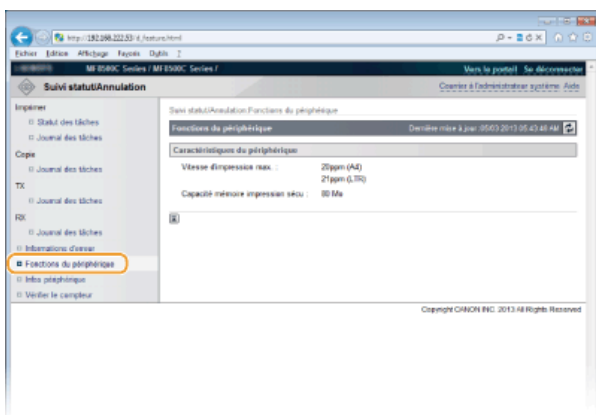 http://192.168.222.53/d_feature.html
Fichier Edition Affichage Favoris Outils ?
MF8500C Series / MF8500C Series /
Vers le portail Se déconnecter
Suivi statut/Annulation
Courrier à l'administrateur système Aide
Imprimer
Statut des tâches
Journal des tâches
Copie
Journal des tâches
TX
Journal des tâches
RX
Journal des tâches
Informations d'erreur
Fonctions du périphérique
Infos périphérique
Vérifier le compteur
Suivi statut/Annulation:Fonctions du périphérique
Fonctions du périphérique
Dernière mise à jour :05/03 2013 05:43:48 AM
Caractéristiques du périphérique
Vitesse d'impression max. :
20ppm (A4)
21ppm (LTR)
Capacité mémoire impression sécu :
80 Mo
Copyright CANON INC. 2013 All Rights Reserved